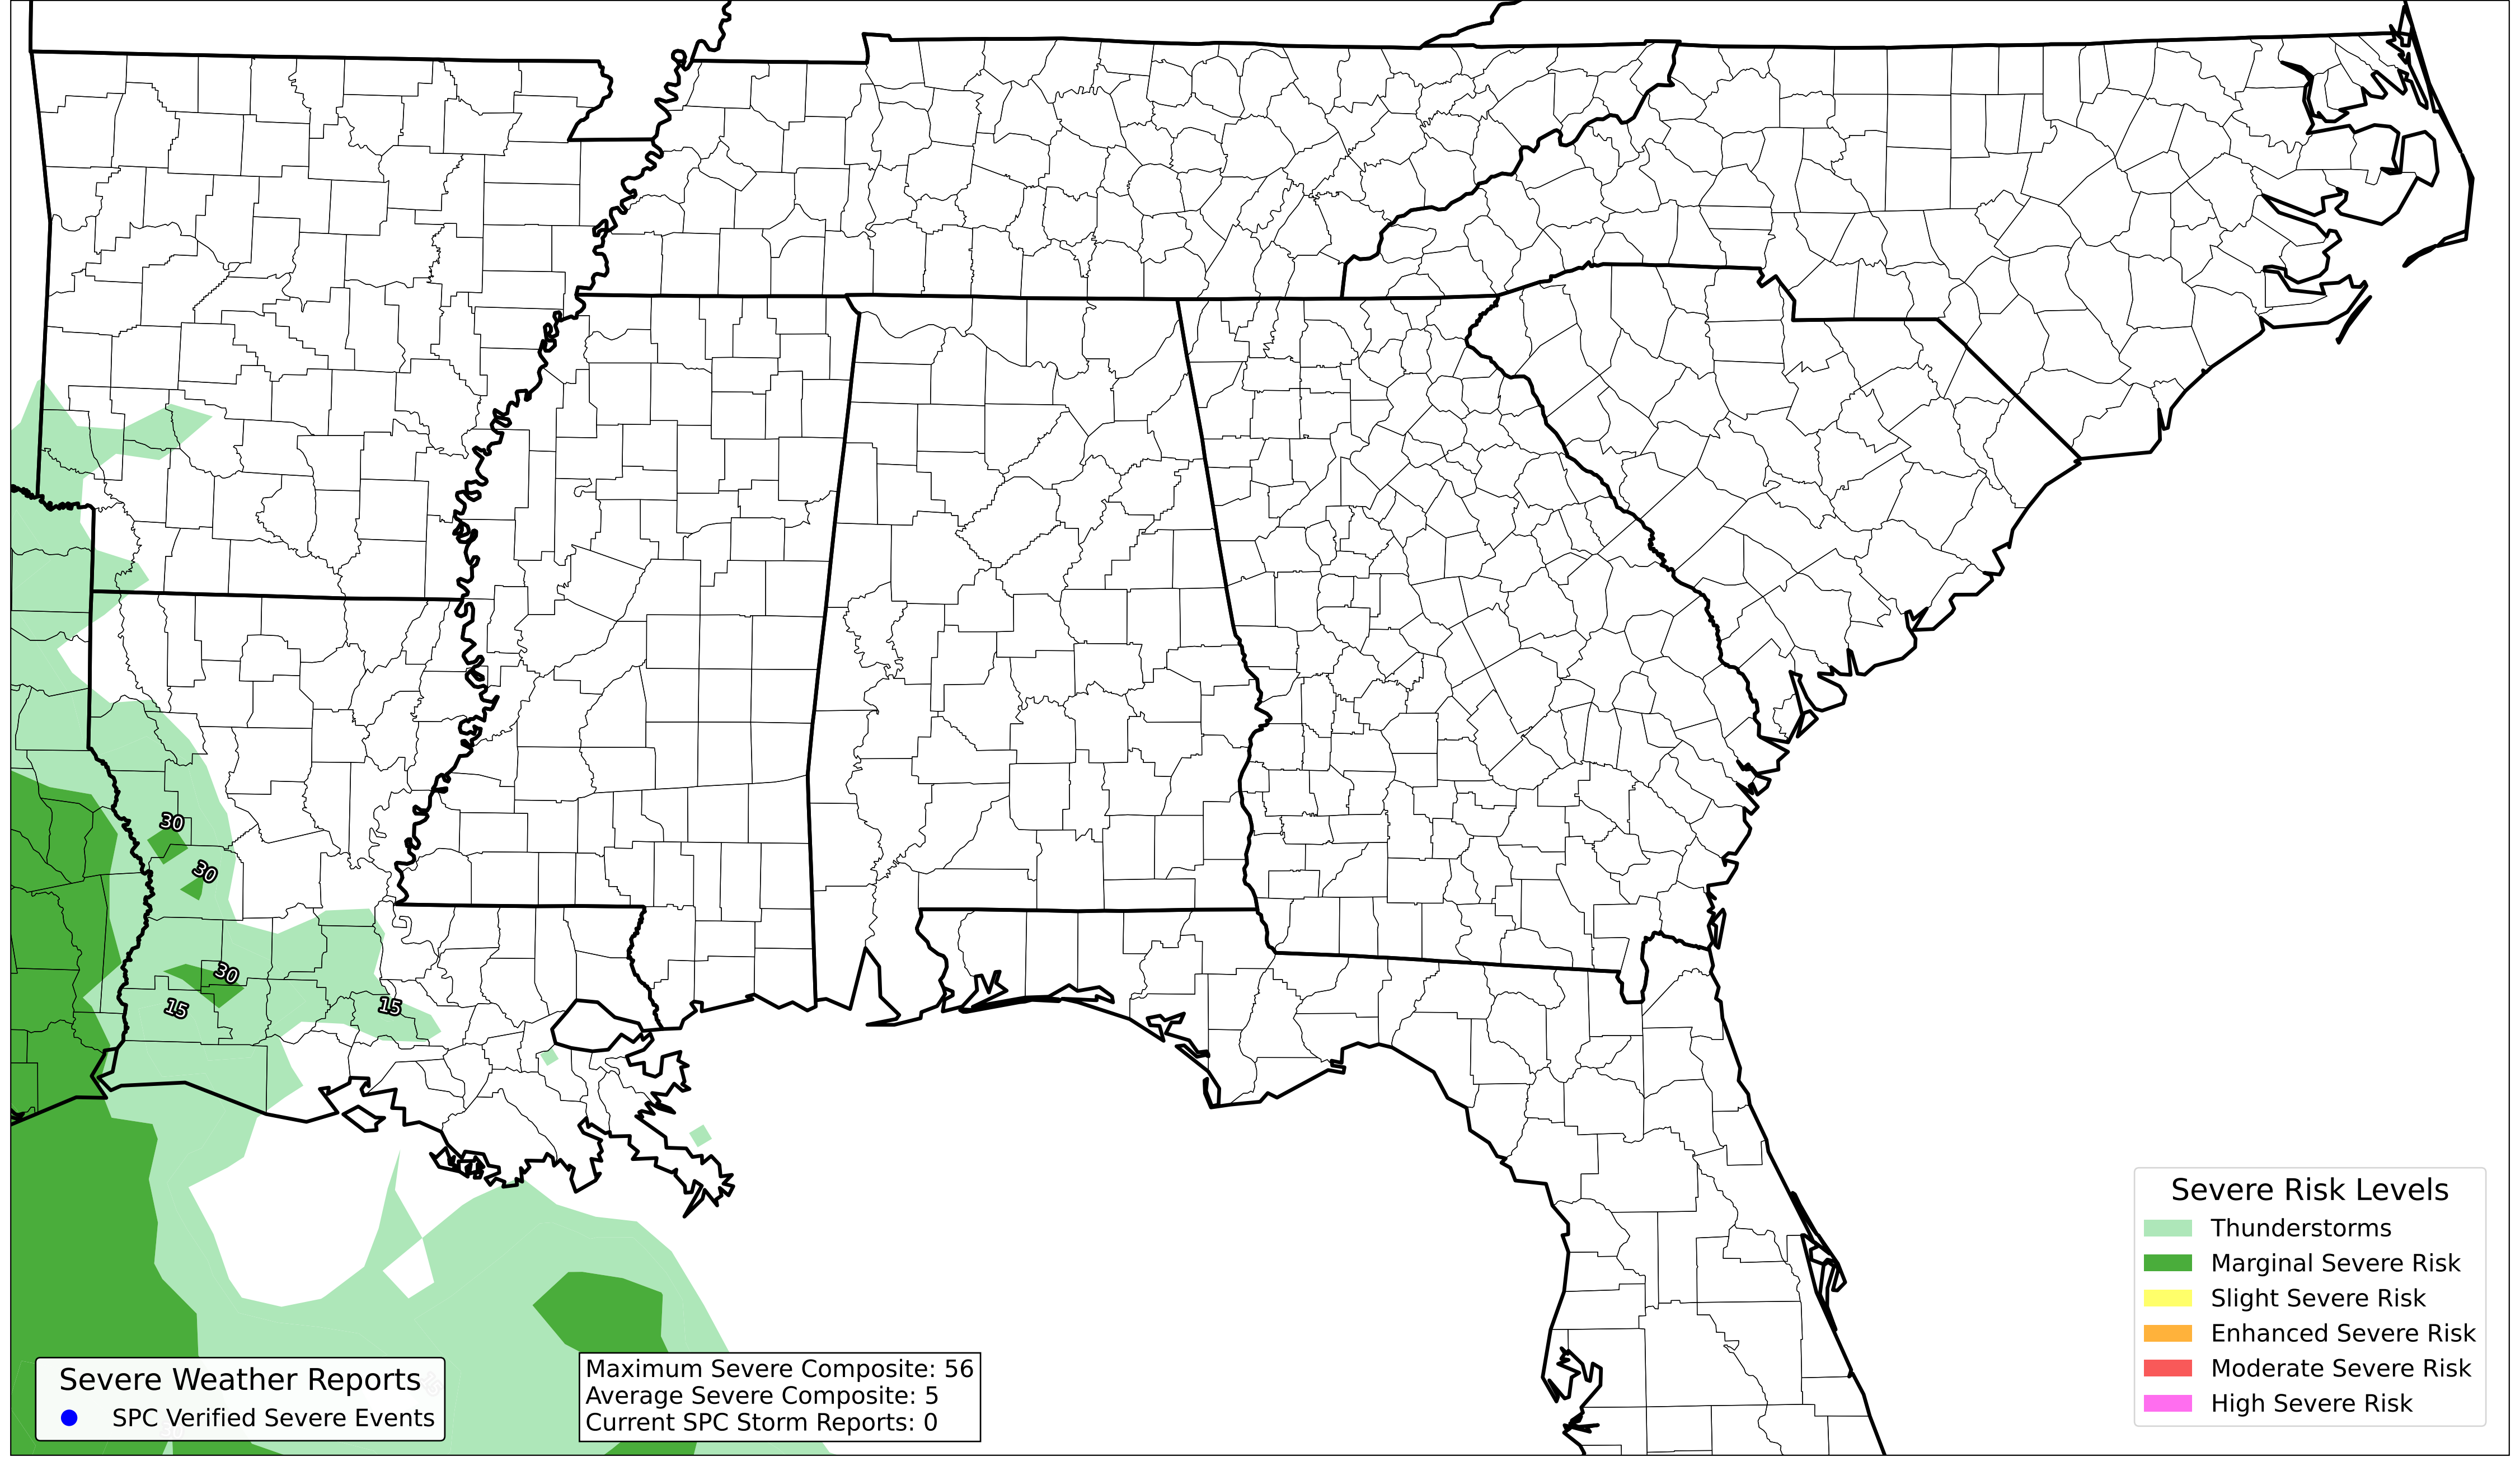 30
30
30
15
15
Severe Weather Reports
SPC Verified Severe Events
Maximum Severe Composite: 56
Average Severe Composite: 5
Current SPC Storm Reports: 0
Severe Risk Levels
Thunderstorms
Marginal Severe Risk
Slight Severe Risk
Enhanced Severe Risk
Moderate Severe Risk
High Severe Risk